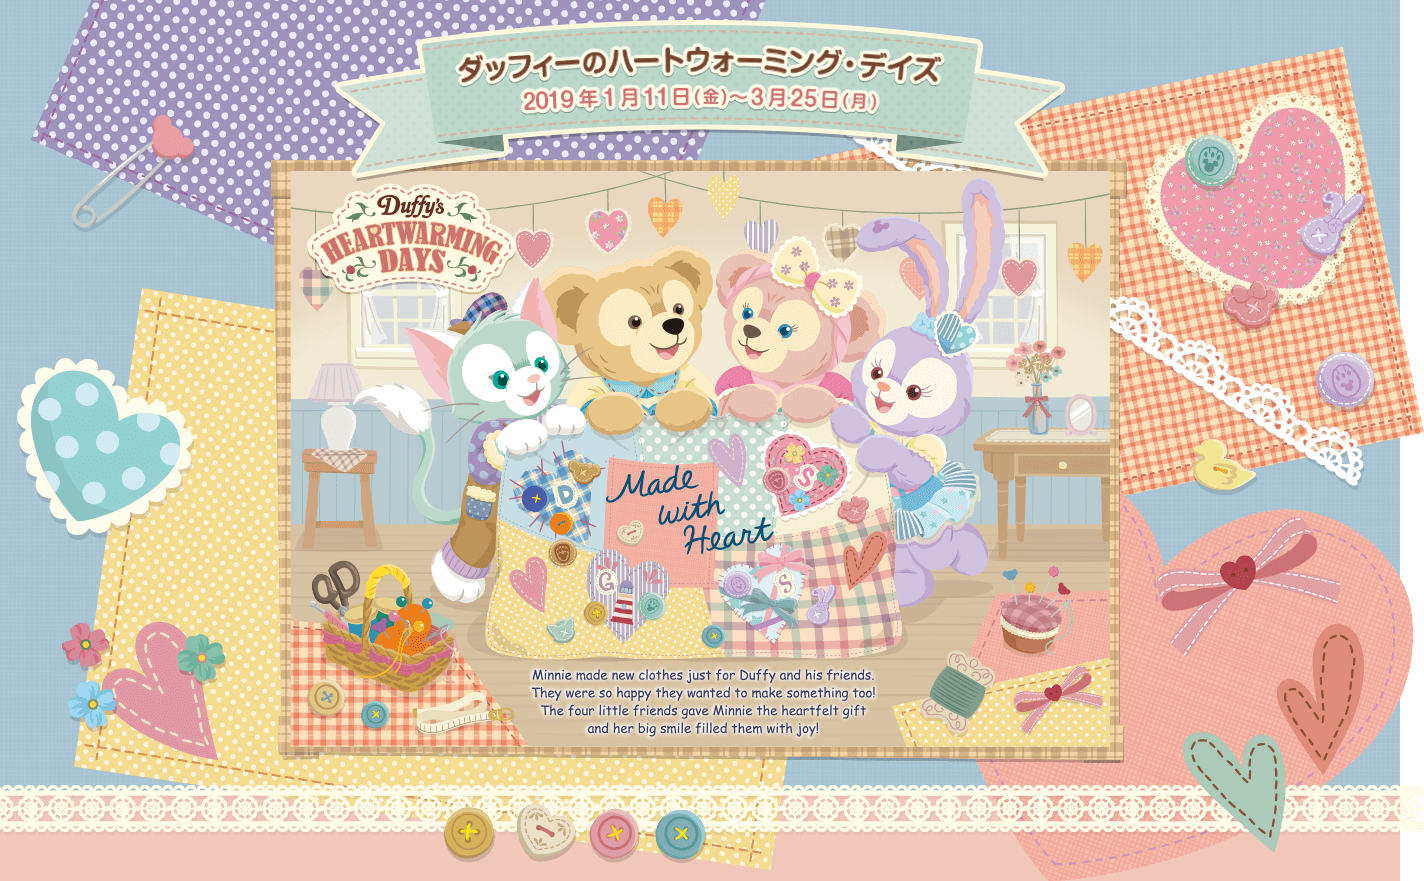 ダッフィーのハートウォーミング・デイズ
2019年1月11日(金)～3月25日(月)
Duffy's
HEARTWARMING
DAYS
D
S
Made
with
Heart
G
S
Minnie made new clothes just for Duffy and his friends.
They were so happy they wanted to make something too!
The four little friends gave Minnie the heartfelt gift
and her big smile filled them with joy!